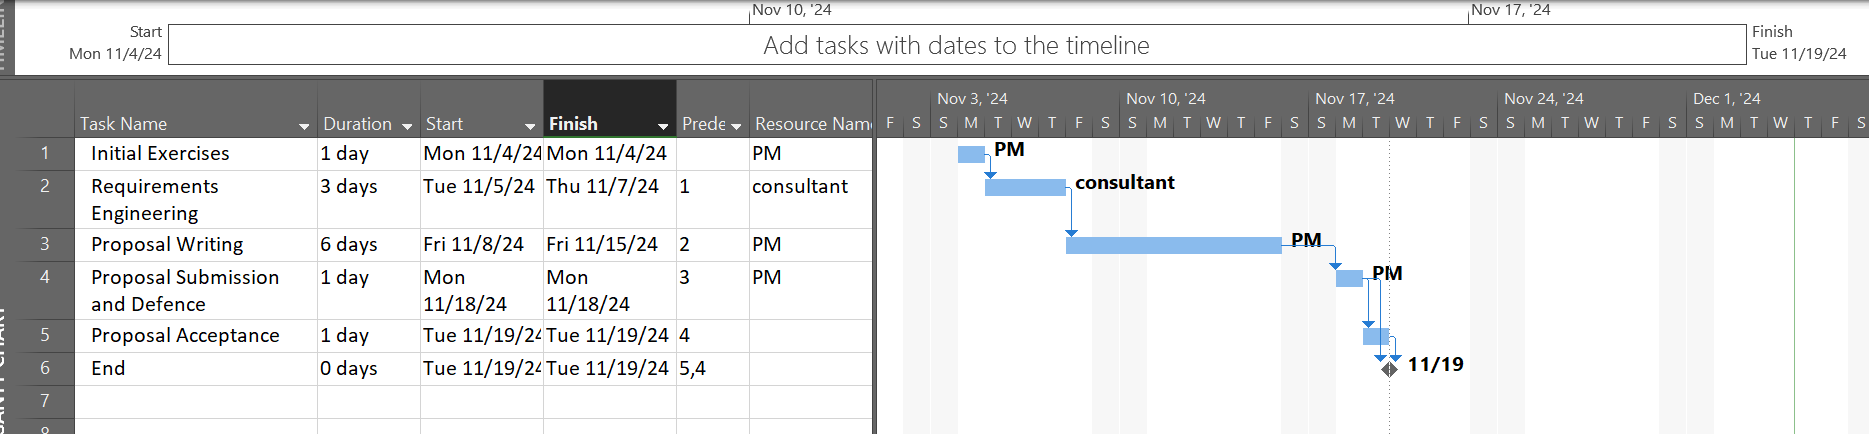 Nov 10, '24 Nov 17, '24
Start Finish
Mon 11/4/24 Add tasks with dates to the timeline Tue 11/19/24
Nov 3, '24 Nov 10, '24 Nov 17, '24 Nov 24, '24 Dec 1, '24
Task Name Duration Start Finish Prede Resource Nam F S S M T W T F S S M T W T F S S M T W T F S S M T W T F S S M T W T F S
1 Initial Exercises 1 day Mon 11/4/24 Mon 11/4/24 PM PM
2 Requirements 3 days Tue 11/5/24 Thu 11/7/24 1 consultant consultant
Engineering
3 Proposal Writing 6 days Fri 11/8/24 Fri 11/15/24 2 PM PM
4 Proposal Submission 1 day Mon Mon 3 PM PM
and Defence 11/18/24 11/18/24
5 Proposal Acceptance 1 day Tue 11/19/24 Tue 11/19/24 4
6 End 0 days Tue 11/19/24 Tue 11/19/24 5,4 11/19
7